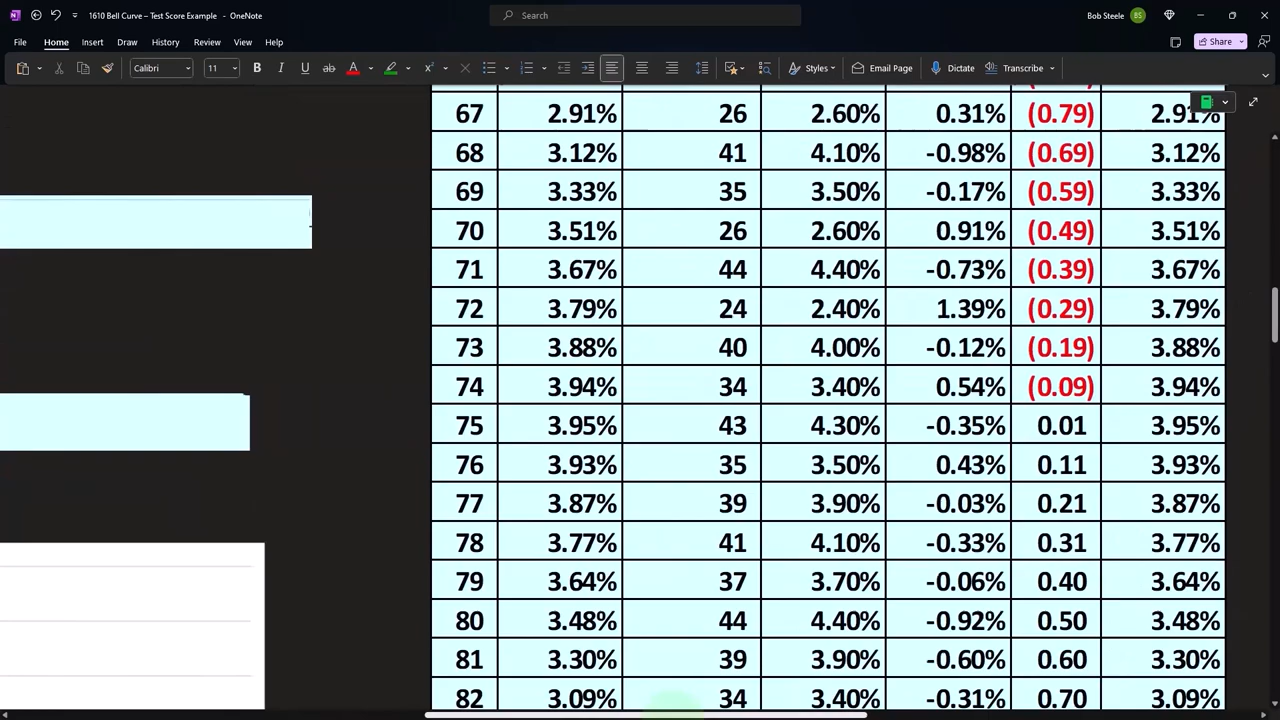 1610 Bell Curve – Test Score Example - OneNote
Search
Bob Steele
BS
File Home Insert Draw History Review View Help
Share
Calibri 11 B I U ab A Styles Email Page Dictate Transcribe
67 2.91% 26 2.60% 0.31% (0.79) 2.91%
68 3.12% 41 4.10% -0.98% (0.69) 3.12%
69 3.33% 35 3.50% -0.17% (0.59) 3.33%
70 3.51% 26 2.60% 0.91% (0.49) 3.51%
71 3.67% 44 4.40% -0.73% (0.39) 3.67%
72 3.79% 24 2.40% 1.39% (0.29) 3.79%
73 3.88% 40 4.00% -0.12% (0.19) 3.88%
74 3.94% 34 3.40% 0.54% (0.09) 3.94%
75 3.95% 43 4.30% -0.35% 0.01 3.95%
76 3.93% 35 3.50% 0.43% 0.11 3.93%
77 3.87% 39 3.90% -0.03% 0.21 3.87%
78 3.77% 41 4.10% -0.33% 0.31 3.77%
79 3.64% 37 3.70% -0.06% 0.40 3.64%
80 3.48% 44 4.40% -0.92% 0.50 3.48%
81 3.30% 39 3.90% -0.60% 0.60 3.30%
82 3.09% 34 3.40% -0.31% 0.70 3.09%